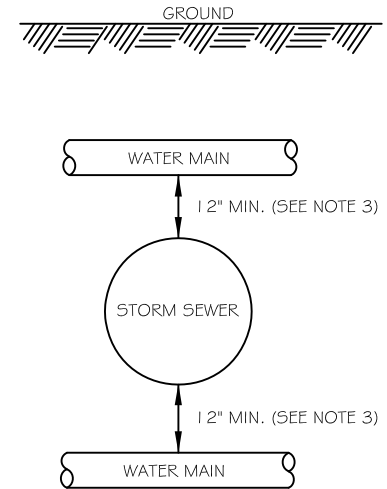 GROUND
WATER MAIN
12" MIN. (SEE NOTE 3)
STORM SEWER
12" MIN. (SEE NOTE 3)
WATER MAIN